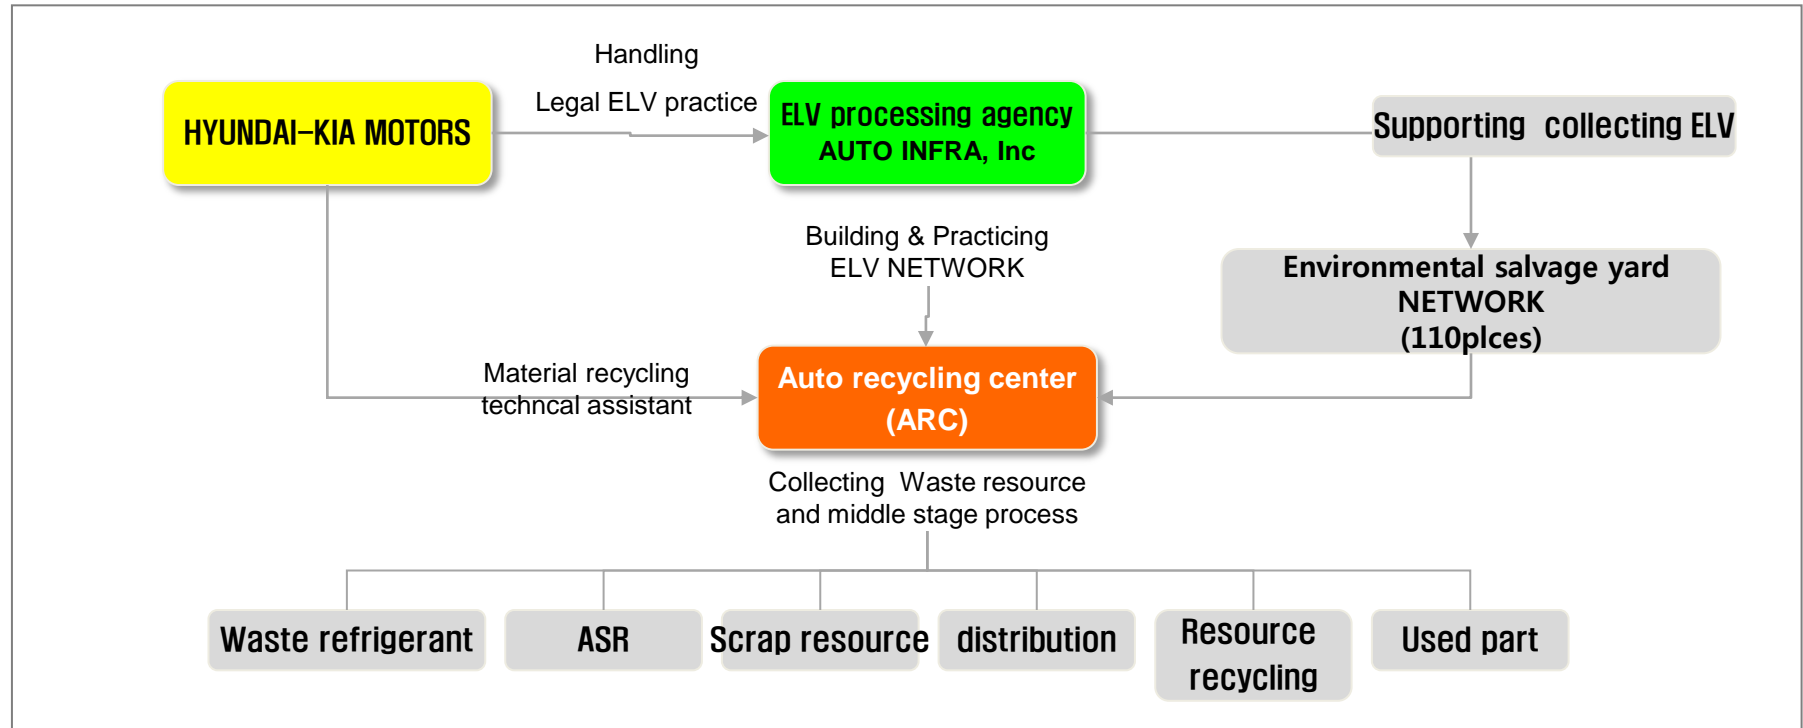 Handling
Legal ELV practice
HYUNDAI-KIA MOTORS
ELV processing agency
AUTO INFRA, Inc
Supporting collecting ELV
Building & Practicing
ELV NETWORK
Environmental salvage yard
NETWORK
(110plces)
Material recycling
techncal assistant
Auto recycling center
(ARC)
Collecting Waste resource
and middle stage process
Waste refrigerant
ASR
Scrap resource
distribution
Resource
recycling
Used part